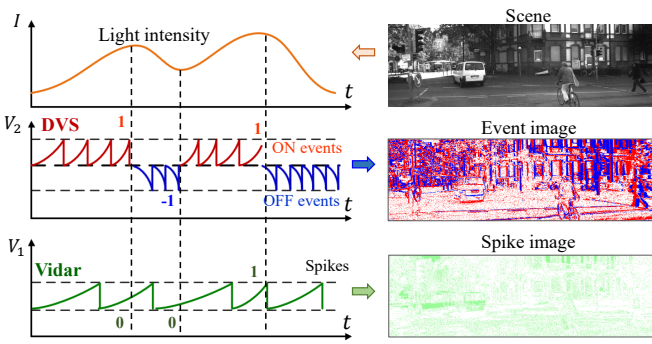 I
Light intensity
t
Scene
V2
DVS
1
1
ON events
-1
OFF events
t
Event image
V1
Vidar
1
Spikes
0
0
t
Spike image